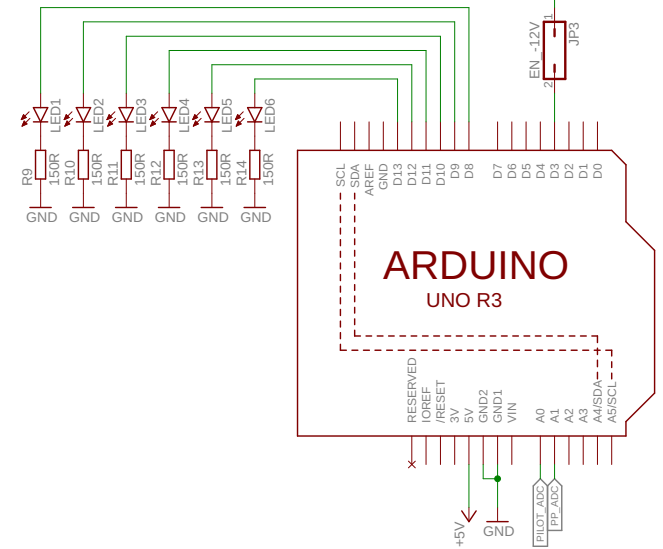 1
EN_-12V
JP3
2
LED1
LED2
LED3
LED4
LED5
LED6
R9
150R
R10
150R
R11
150R
R12
150R
R13
150R
R14
150R
GND
GND
GND
GND
GND
GND
SCL
SDA
AREF
GND
D13
D12
D11
D10
D9
D8
D7
D6
D5
D4
D3
D2
D1
D0
ARDUINO
UNO R3
RESERVED
IOREF
/RESET
3V
5V
GND2
GND1
VIN
A0
A1
A2
A3
A4/SDA
A5/SCL
+5V
GND
PILOT_ADC
PP_ADC